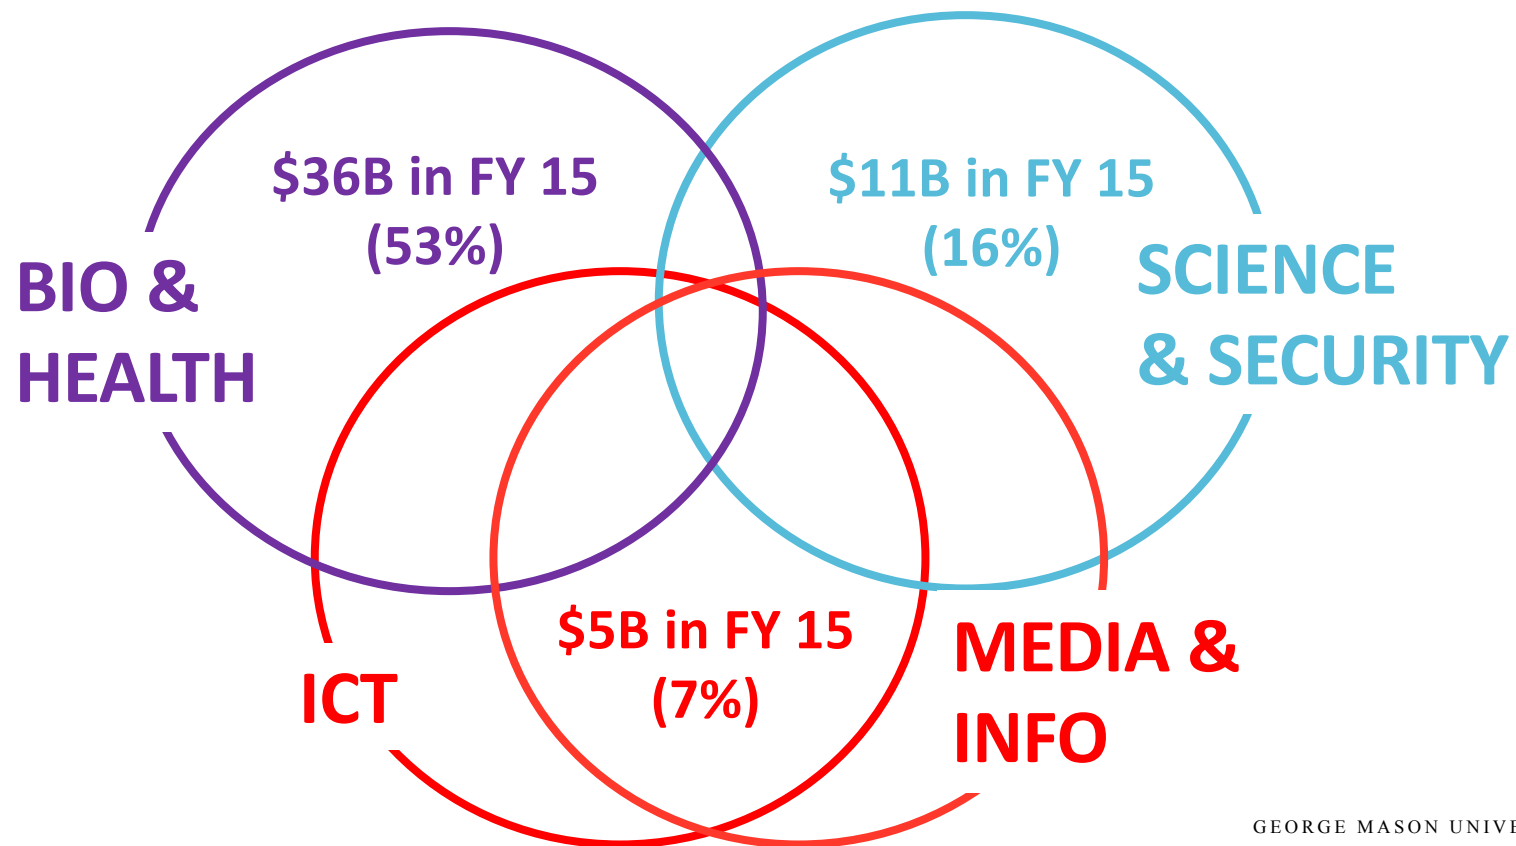 $36B in FY 15
(53%)
$11B in FY 15
(16%)
BIO &
HEALTH
SCIENCE
& SECURITY
$5B in FY 15
(7%)
ICT
MEDIA &
INFO
GEORGE MASON